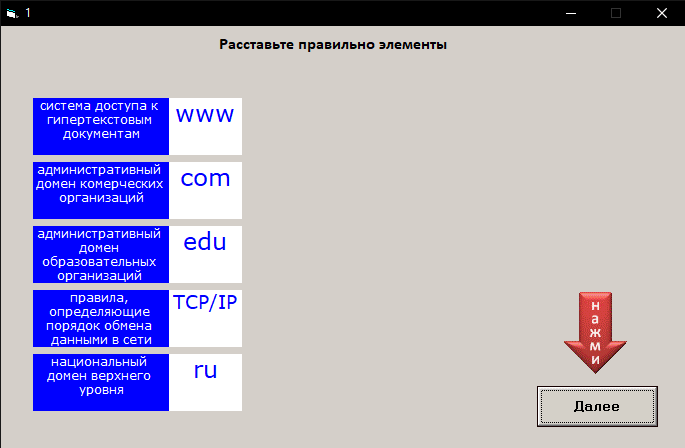 1
Расставьте правильно элементы
система доступа к
гипертекстовым
документам
www
административный
домен комерческих
организаций
com
административный
домен
образовательных
организаций
edu
правила,
определяющие
порядок обмена
данными в сети
TCP/IP
национальный
домен верхнего
уровня
ru
нажми
Далее